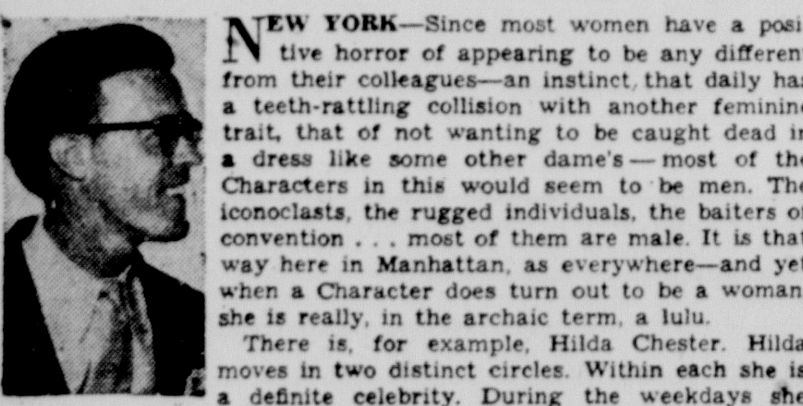 NEW YORK—Since most women have a posi-
tive horror of appearing to be any differen
from their colleagues—an instinct, that daily has
a teeth-rattling collision with another feminine
trait, that of not wanting to be caught dead in
a dress like some other dame's—most of the
Characters in this would seem to be men. The
iconoclasts, the rugged individuals, the baiters of
convention . . . most of them are male. It is that
way here in Manhattan, as everywhere—and yet
when a Character does turn out to be a woman,
she is really, in the archaic term, a lulu.
There is, for example, Hilda Chester. Hilda
moves in two distinct circles. Within each she is
a definite celebrity. During the weekdays she